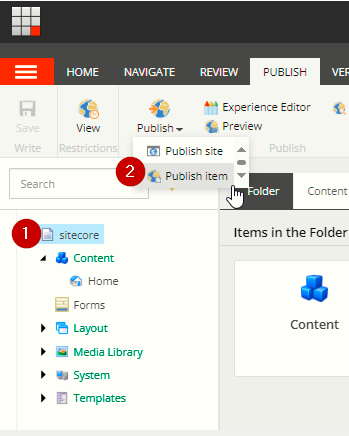 HOME NAVIGATE REVIEW PUBLISH VER
Save View Publish Experience Editor
Preview
Write Restrictions Publish
Publish site
2 Publish item
Search
Folder Content
1 sitecore
Items in the Folder
Content
Home
Content
Forms
Layout
Media Library
System
Templates